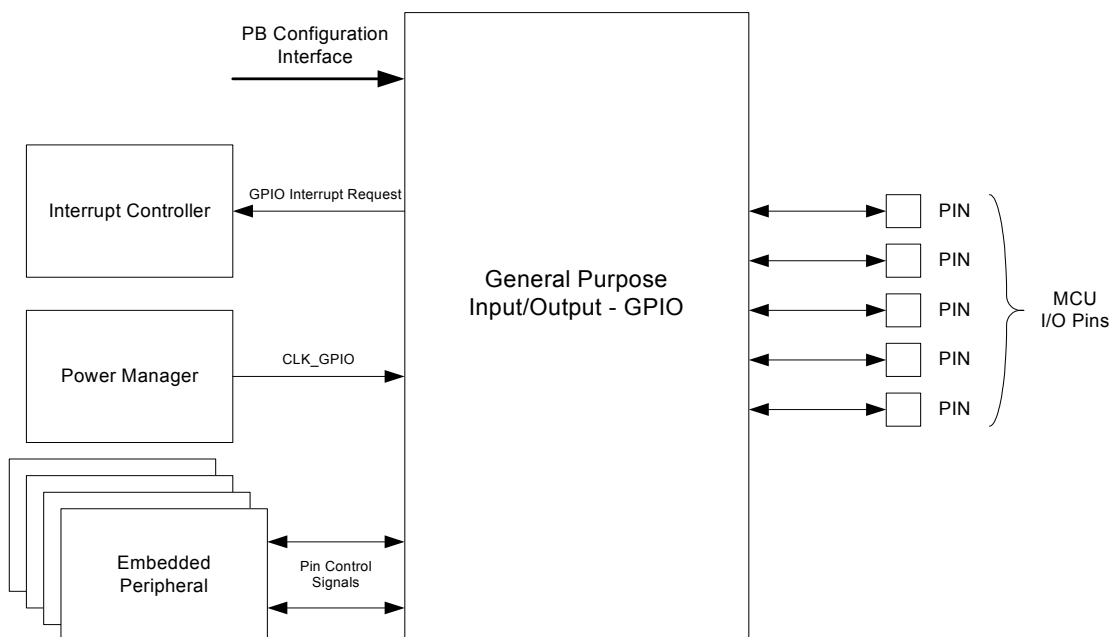 PB Configuration
Interface
Interrupt Controller
GPIO Interrupt Request
General Purpose
Input/Output - GPIO
Power Manager
CLK_GPIO
Embedded
Peripheral
Pin Control
Signals
PIN
PIN
PIN
PIN
PIN
MCU
I/O Pins